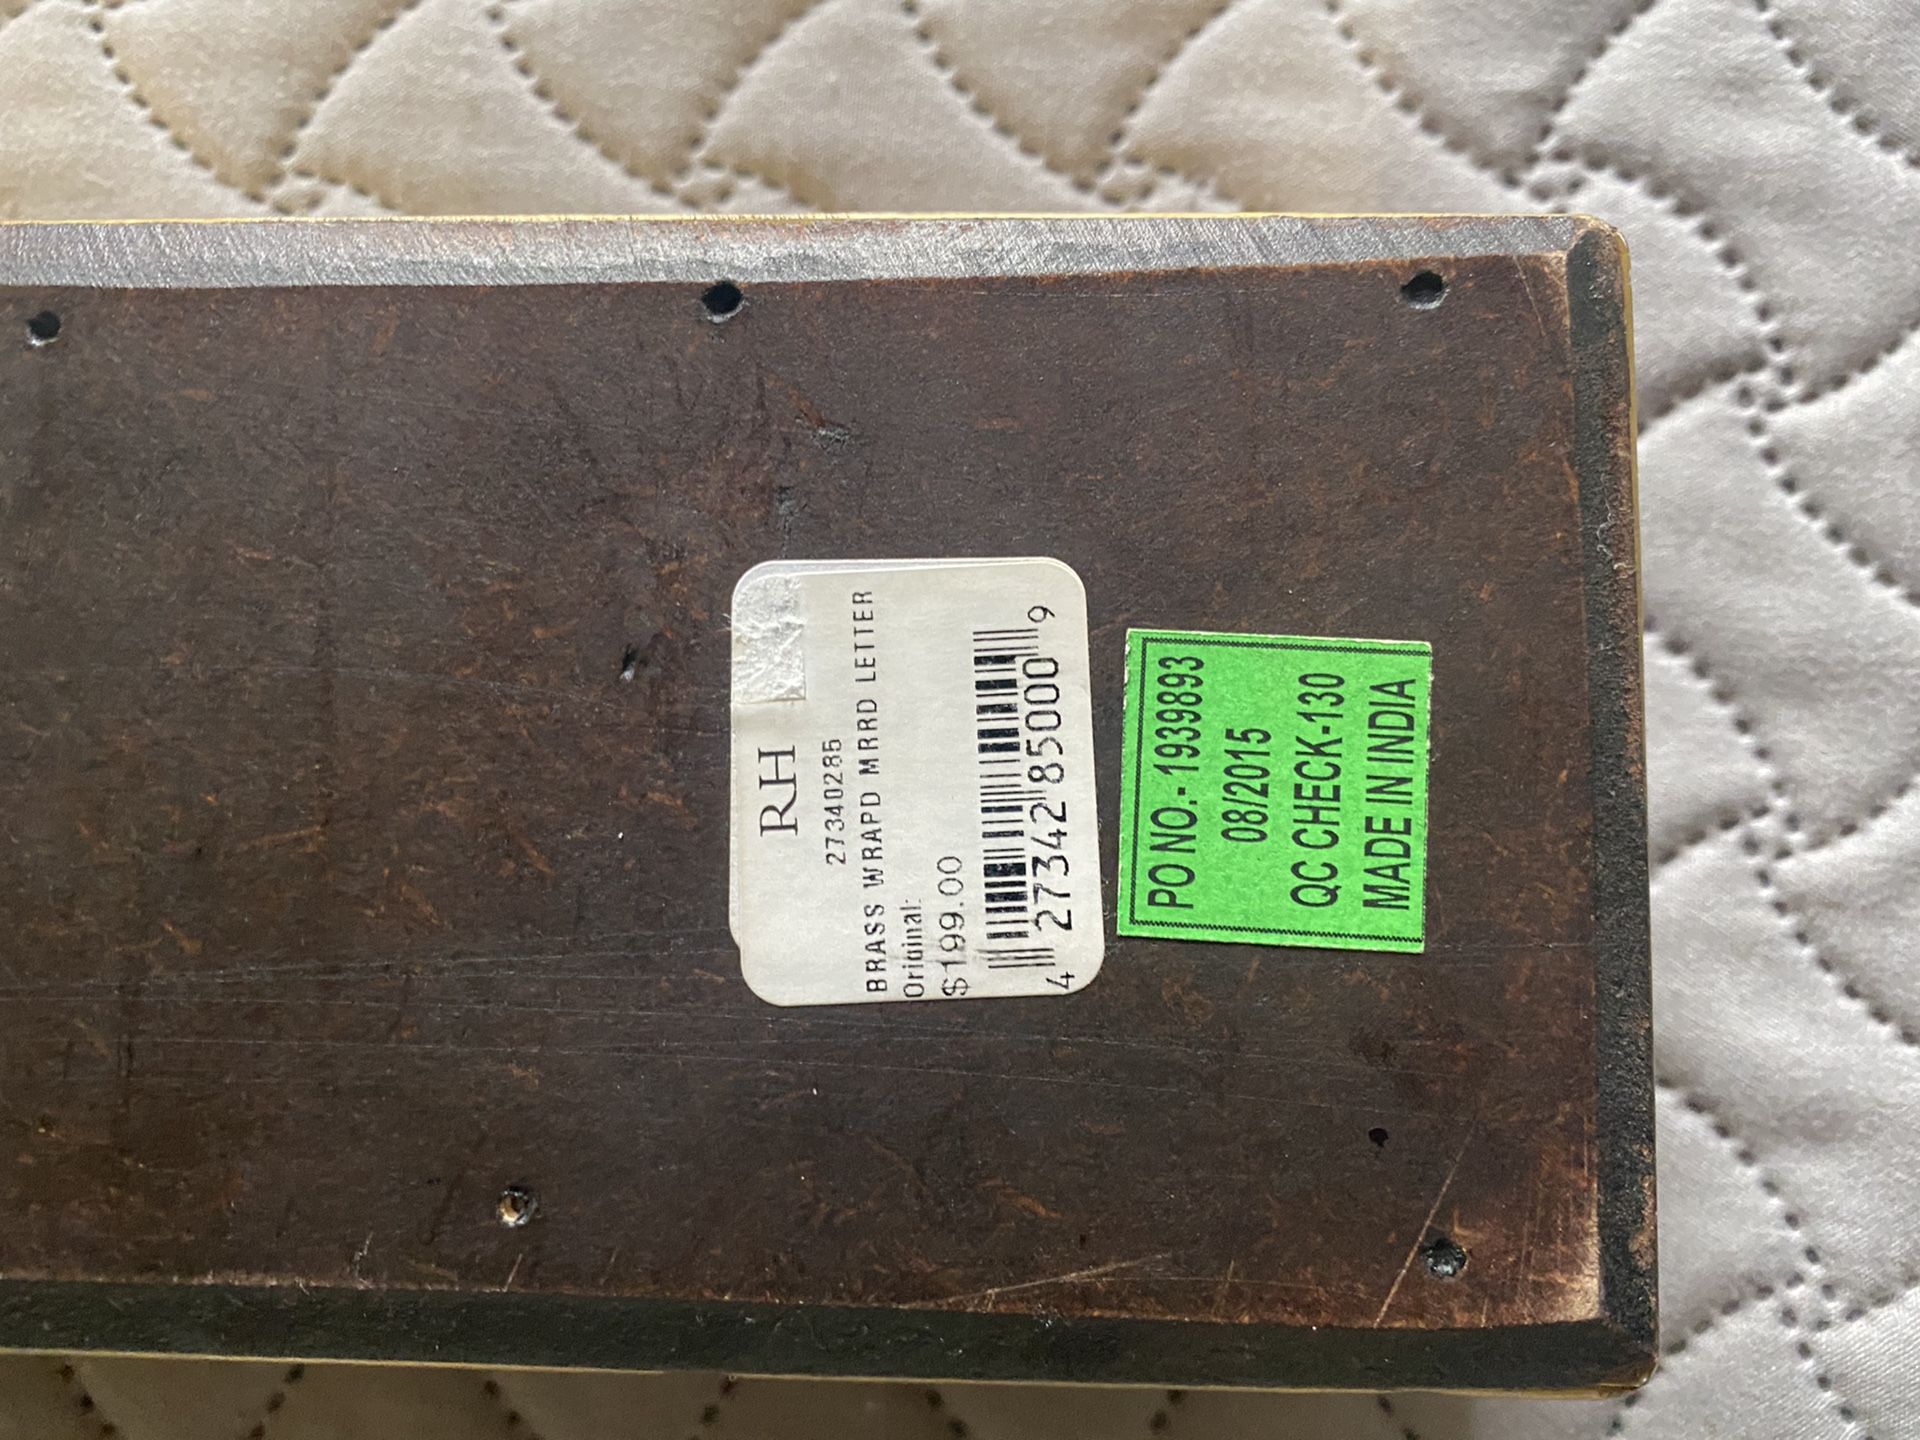 RH
27340285
BRASS WRAPD MRRD LETTER
Original:
$199.00
4 27342 85000 9
PO NO.- 1939893
08/2015
QC CHECK-130
MADE IN INDIA